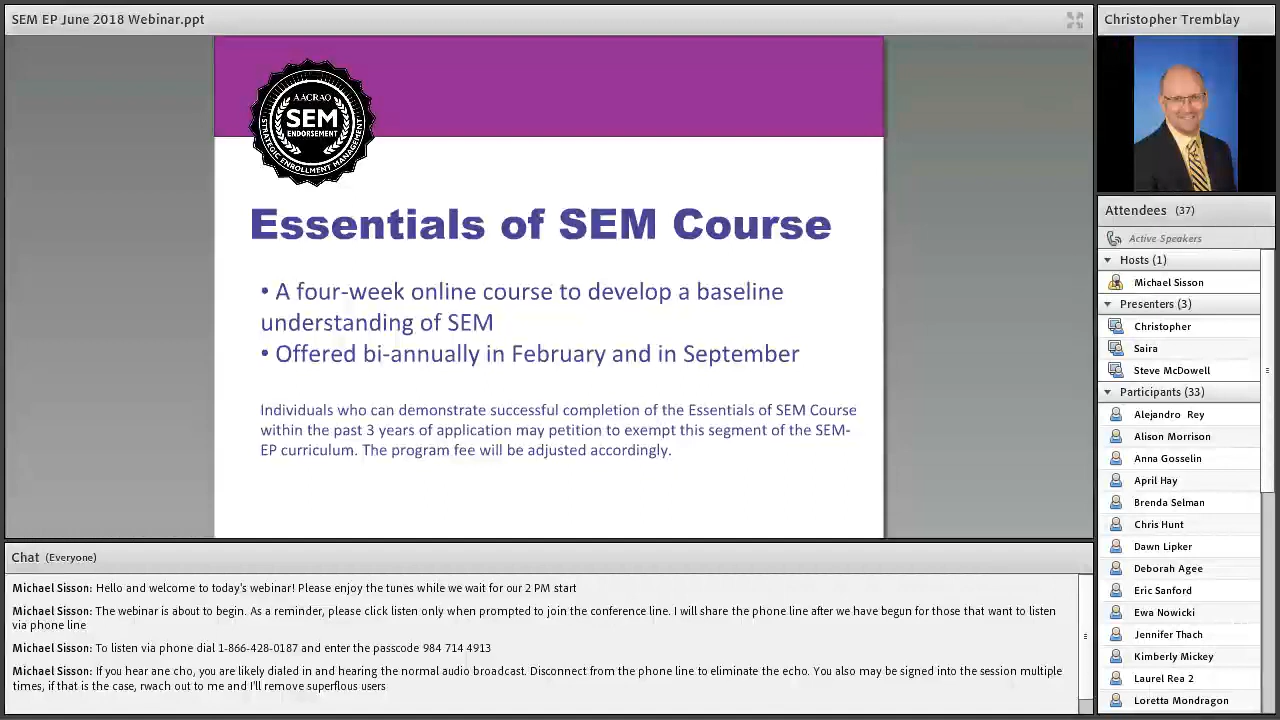 SEM EP June 2018 Webinar.ppt
AACRAO
SEM
ENDORSEMENT
STRATEGIC ENROLLMENT MANAGEMENT
Essentials of SEM Course
• A four-week online course to develop a baseline
understanding of SEM
• Offered bi-annually in February and in September
Individuals who can demonstrate successful completion of the Essentials of SEM Course
within the past 3 years of application may petition to exempt this segment of the SEM-
EP curriculum. The program fee will be adjusted accordingly.
Chat (Everyone)
Michael Sisson: Hello and welcome to today's webinar! Please enjoy the tunes while we wait for our 2 PM start
Michael Sisson: The webinar is about to begin. As a reminder, please click listen only when prompted to join the conference line. I will share the phone line after we have begun for those that want to listen
via phone line
Michael Sisson: To listen via phone dial 1-866-428-0187 and enter the passcode 984 714 4913
Michael Sisson: If you hear an cho, you are likely dialed in and hearing the normal audio broadcast. Disconnect from the phone line to eliminate the echo. You also may be signed into the session multiple
times, if that is the case, rwach out to me and I'll remove superflous users
Christopher Tremblay
Attendees (37)
Active Speakers
Hosts (1)
Michael Sisson
Presenters (3)
Christopher
Saira
Steve McDowell
Participants (33)
Alejandro Rey
Alison Morrison
Anna Gosselin
April Hay
Brenda Selman
Chris Hunt
Dawn Lipker
Deborah Agee
Eric Sanford
Ewa Nowicki
Jennifer Thach
Kimberly Mickey
Laurel Rea 2
Loretta Mondragon